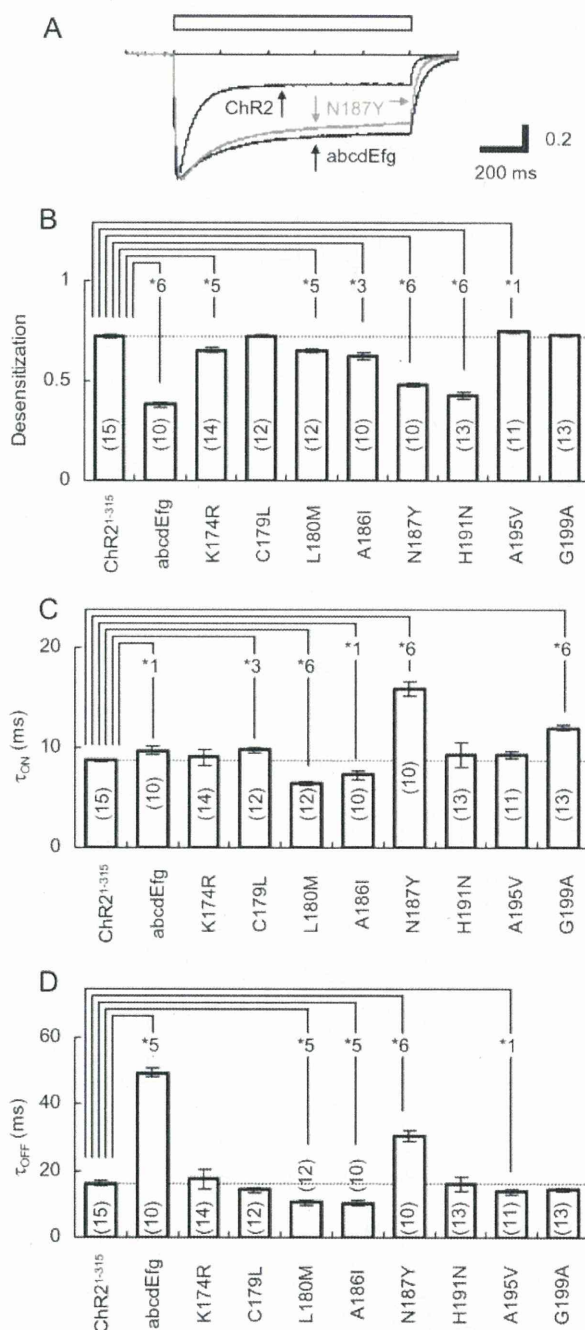 A
ChR2
N187Y
abcdEfg
0.2
200 ms
B
*6 *5 *5 *3 *6 *6 *1
1
0.5
0
Desensitization
(15) (10) (14) (12) (12) (10) (10) (13) (11) (13)
ChR2¹⁻³¹⁵ abcdEfg K174R C179L L180M A186I N187Y H191N A195V G199A
C
*1 *3 *6 *1 *6 *6
20
10
0
τON (ms)
(15) (10) (14) (12) (12) (10) (10) (13) (11) (13)
ChR2¹⁻³¹⁵ abcdEfg K174R C179L L180M A186I N187Y H191N A195V G199A
D
*5 *5 *5 *6 *1
60
40
20
0
τOFF (ms)
(15) (10) (14) (12) (12) (10) (10) (13) (11) (13)
ChR2¹⁻³¹⁵ abcdEfg K174R C179L L180M A186I N187Y H191N A195V G199A